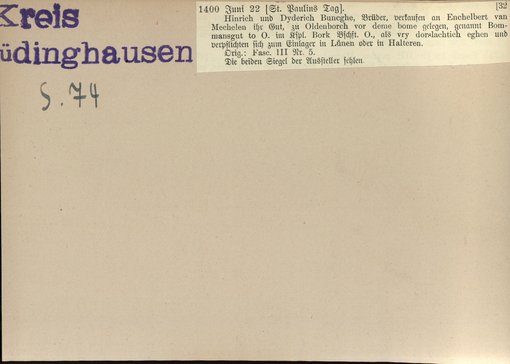 Kreis
üdinghausen
S. 74
[32
1400 Juni 22 [St. Paulins Tag].
Hinrich und Dyderich Buneghe, Brüder, verkaufen an Enchelbert van
Mechelen ihr Gut, zu Oldenborch vor deme bome gelegen, genannt Bom-
mansgut to O. im Kspl. Bork Bschft. O., als vry dorslachtich eghen und
verpflichten sich zum Einlager in Lünen oder in Halteren.
Orig.: Fasc. III Nr. 5.
Die beiden Siegel der Aussteller fehlen